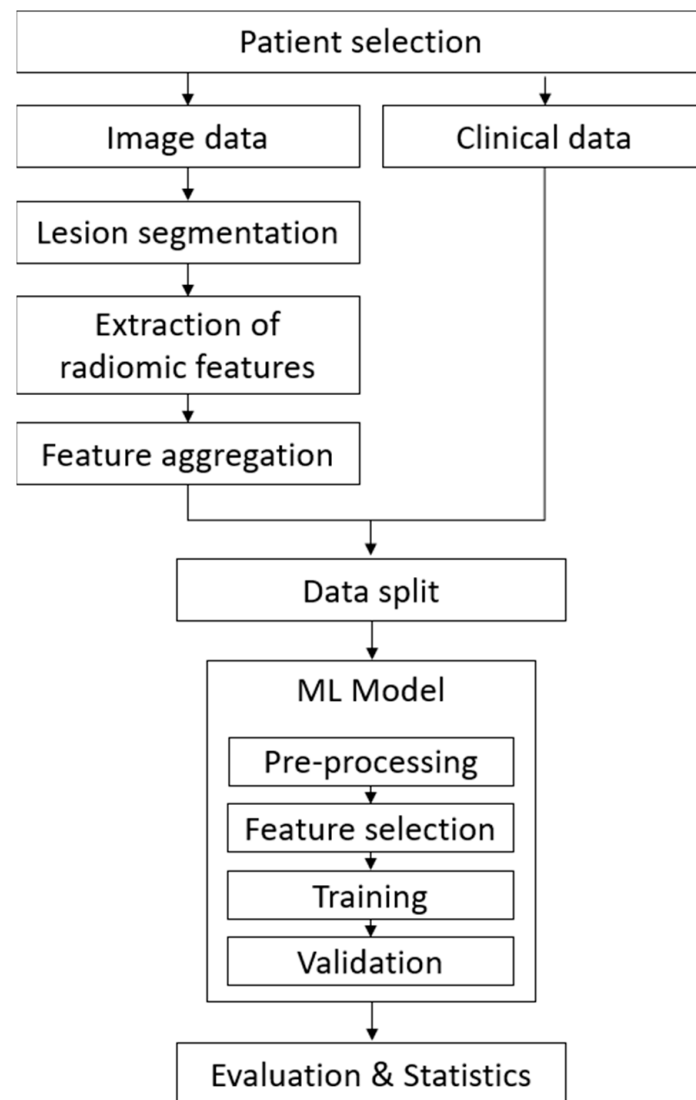 Patient selection
Image data
Clinical data
Lesion segmentation
Extraction of
radiomic features
Feature aggregation
Data split
ML Model
Pre-processing
Feature selection
Training
Validation
Evaluation & Statistics